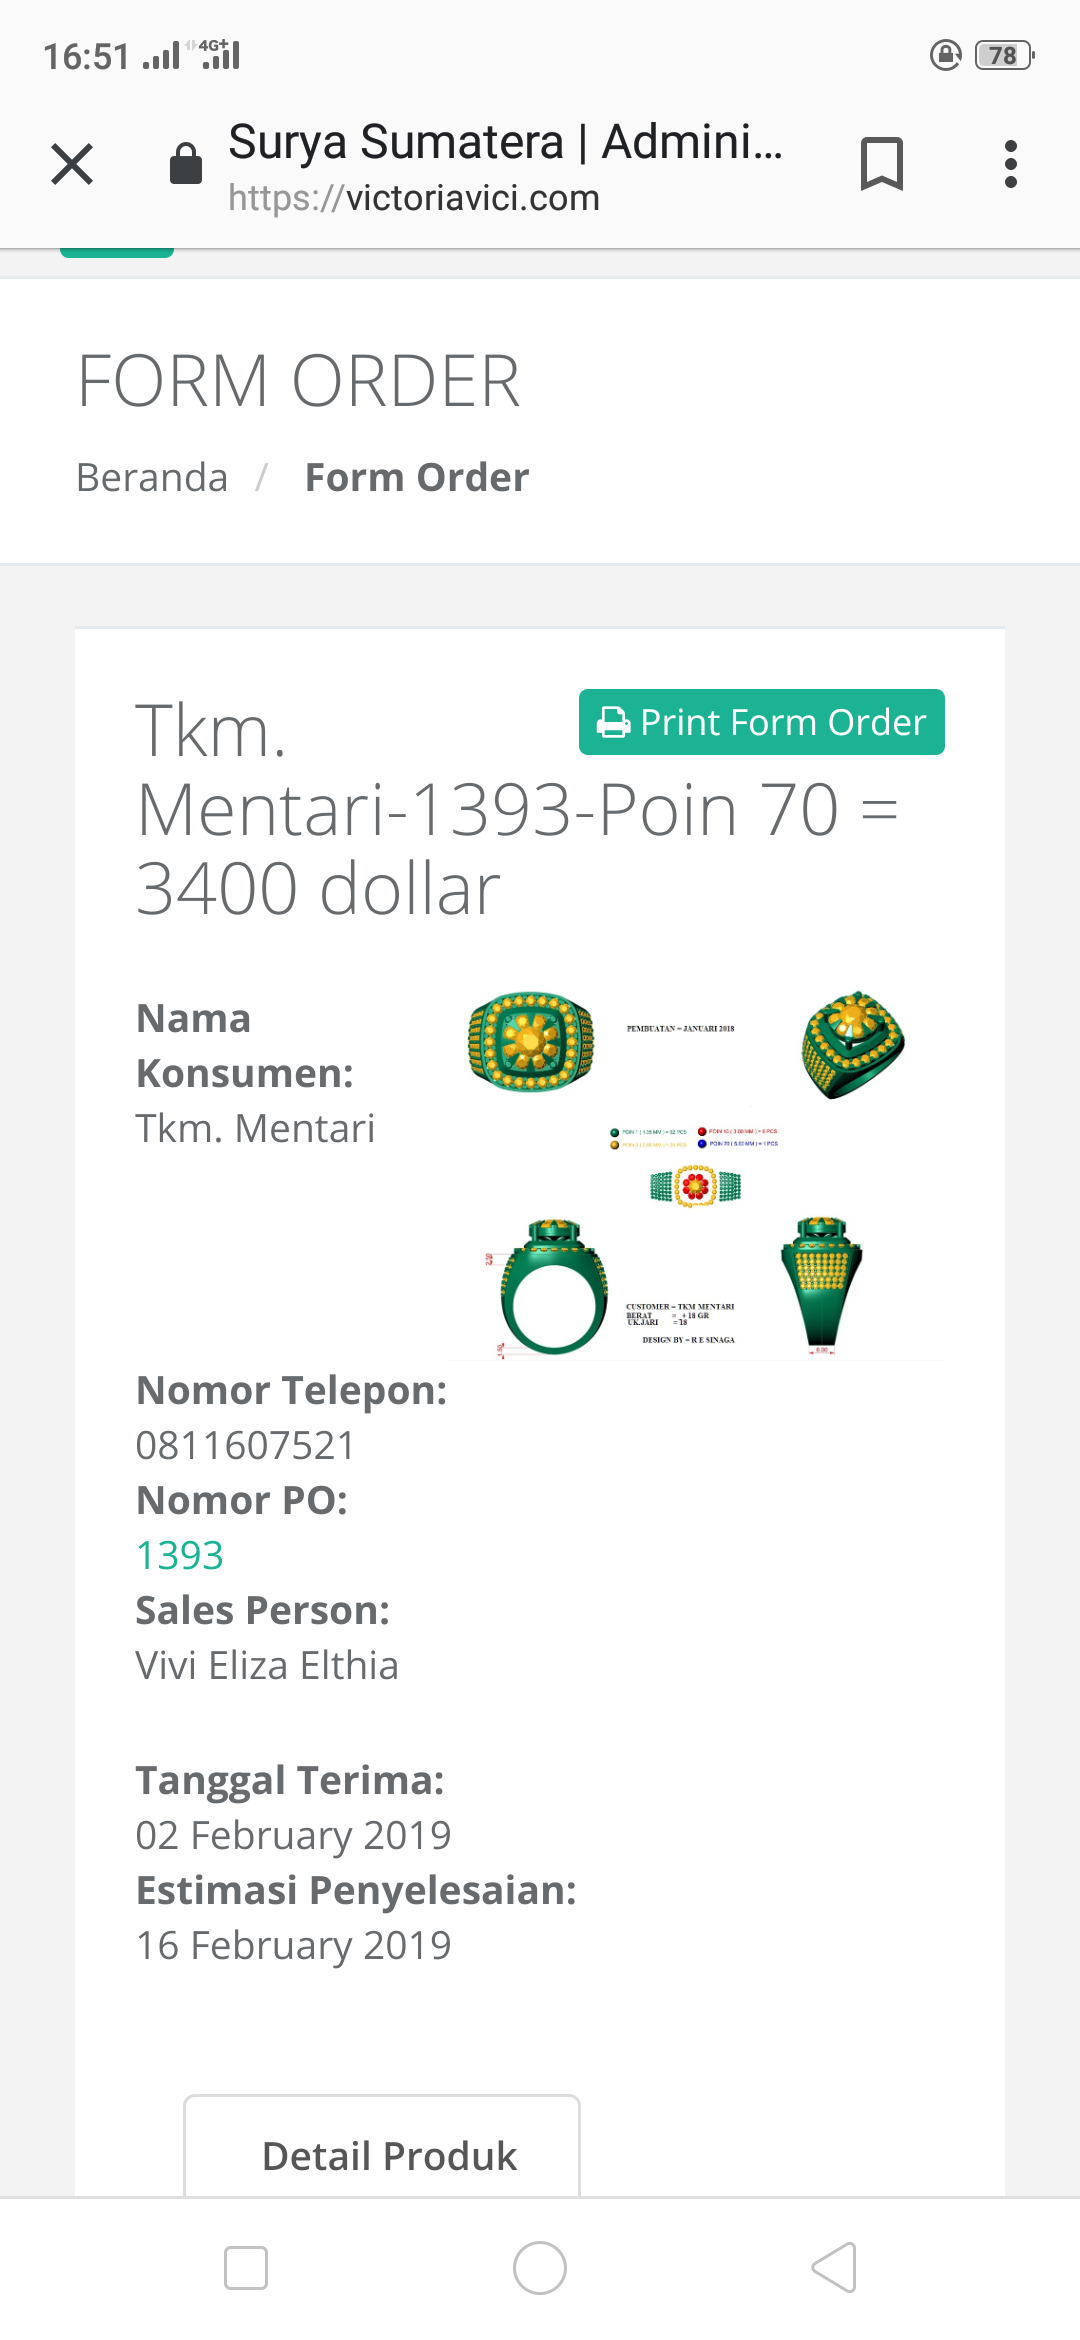 16:51
4G+
78
Surya Sumatera | Admini...
https://victoriavici.com
FORM ORDER
Beranda / Form Order
Print Form Order
Tkm.
Mentari-1393-Poin 70 =
3400 dollar
Nama
Konsumen:
Tkm. Mentari
PEMBUATAN = JANUARI 2018
CUSTOMER = TKM MENTARI
BERAT = +18 GR
UK.JARI =18
DESIGN BY = R E SINAGA
Nomor Telepon:
0811607521
Nomor PO:
1393
Sales Person:
Vivi Eliza Elthia
Tanggal Terima:
02 February 2019
Estimasi Penyelesaian:
16 February 2019
Detail Produk